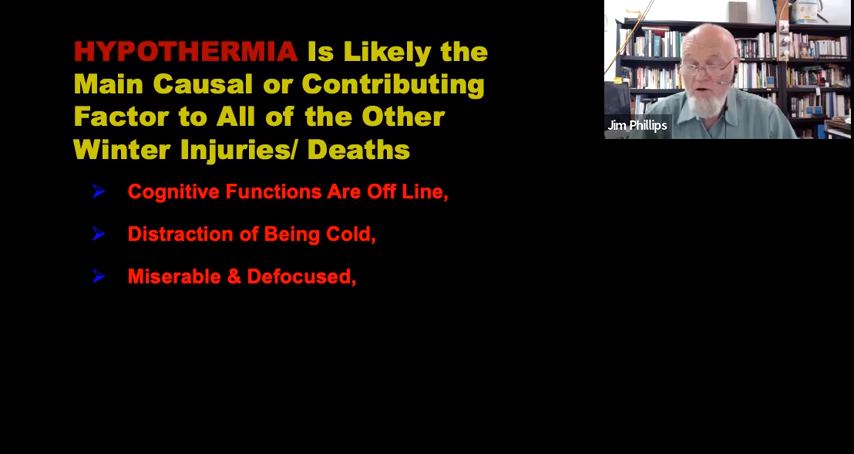 HYPOTHERMIA Is Likely the
Main Causal or Contributing
Factor to All of the Other
Winter Injuries/ Deaths
Cognitive Functions Are Off Line,
Distraction of Being Cold,
Miserable & Defocused,
Jim Phillips